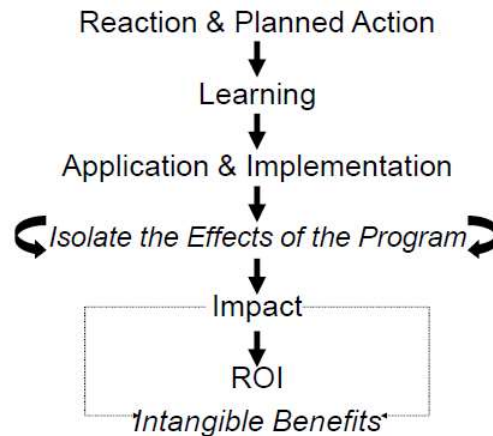 Reaction & Planned Action
Learning
Application & Implementation
Isolate the Effects of the Program
Impact
ROI
Intangible Benefits